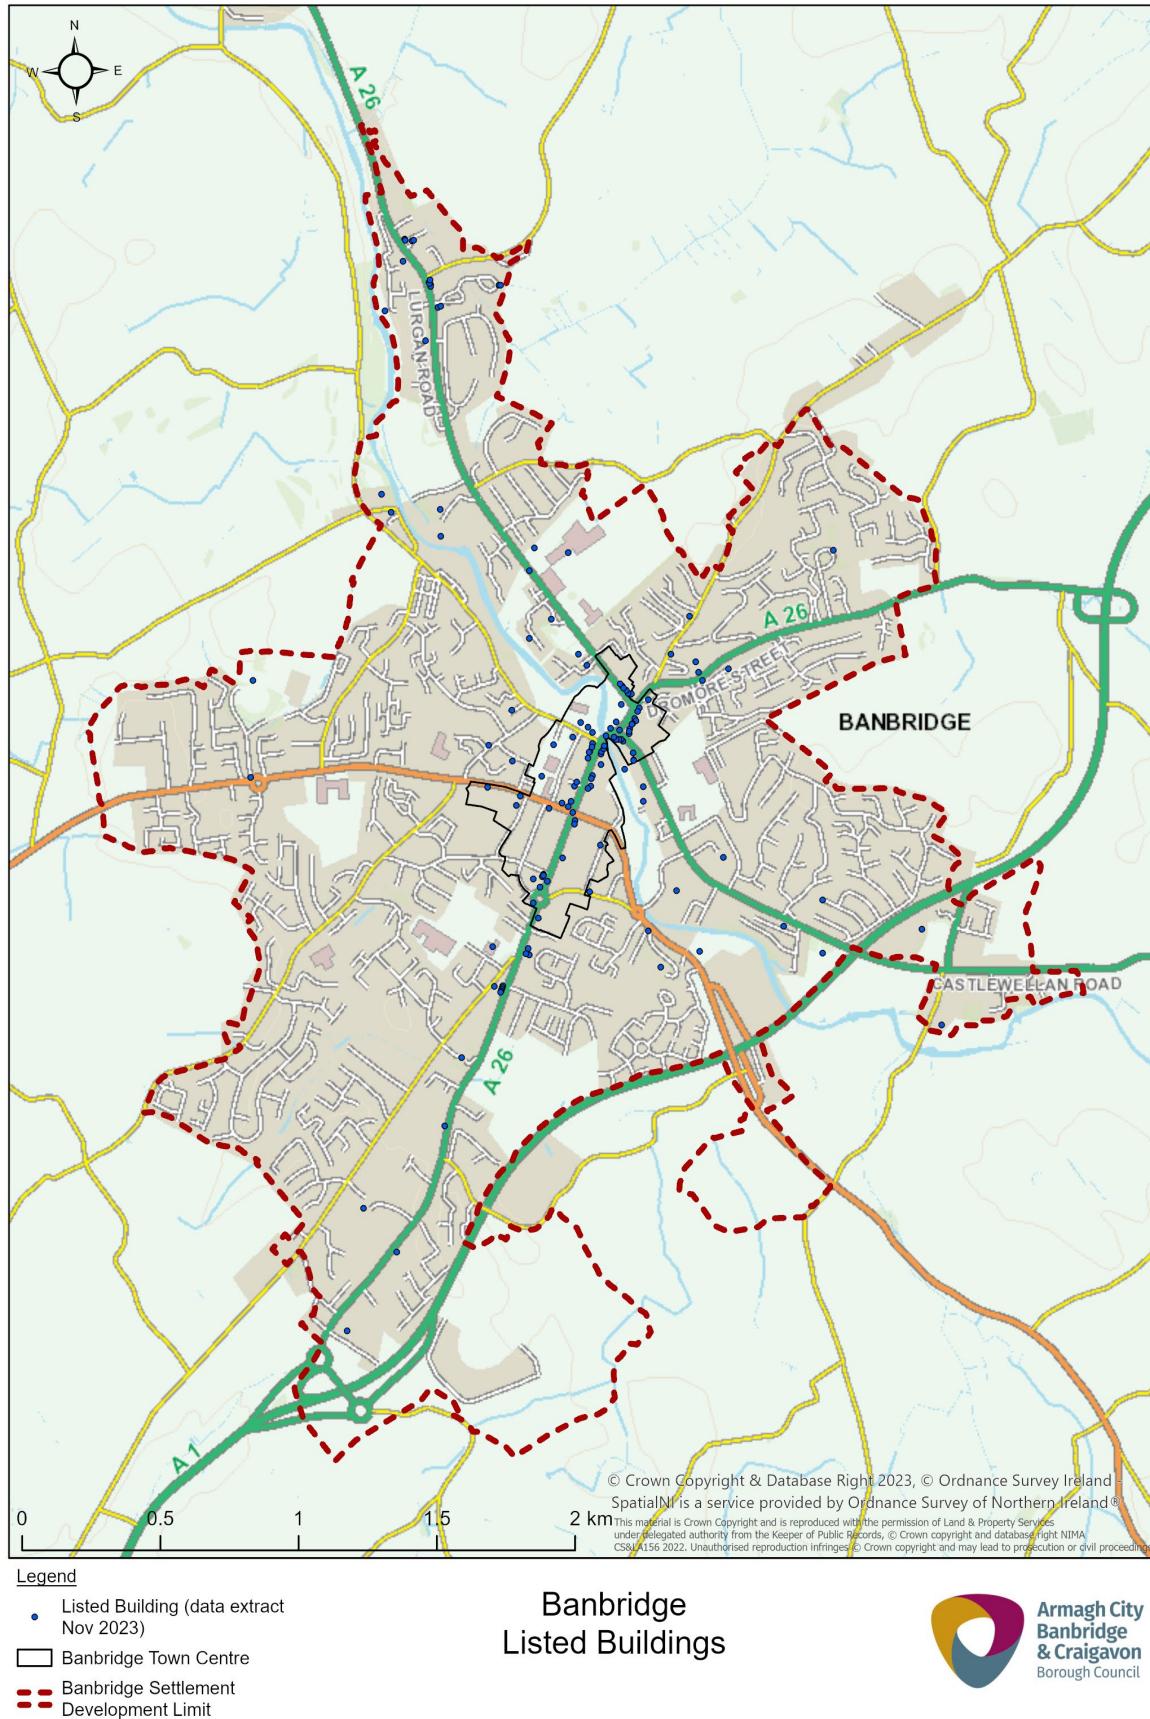 N
W
E
S
A 26
LURGAN ROAD
A 26
DROMORE STREET
BANBRIDGE
CASTLEWELLAN ROAD
A 26
A 1
© Crown Copyright & Database Right 2023, © Ordnance Survey Ireland -
SpatialNI is a service provided by Ordnance Survey of Northern Ireland®
This material is Crown Copyright and is reproduced with the permission of Land & Property Services
under delegated authority from the Keeper of Public Records, © Crown copyright and database right NIMA
CS&LA156 2022. Unauthorised reproduction infringes © Crown copyright and may lead to prosecution or civil proceedings
0 0.5 1 1.5 2 km
Legend
Listed Building (data extract
Nov 2023)
Banbridge Town Centre
Banbridge Settlement
Development Limit
Banbridge
Listed Buildings
Armagh City
Banbridge
& Craigavon
Borough Council